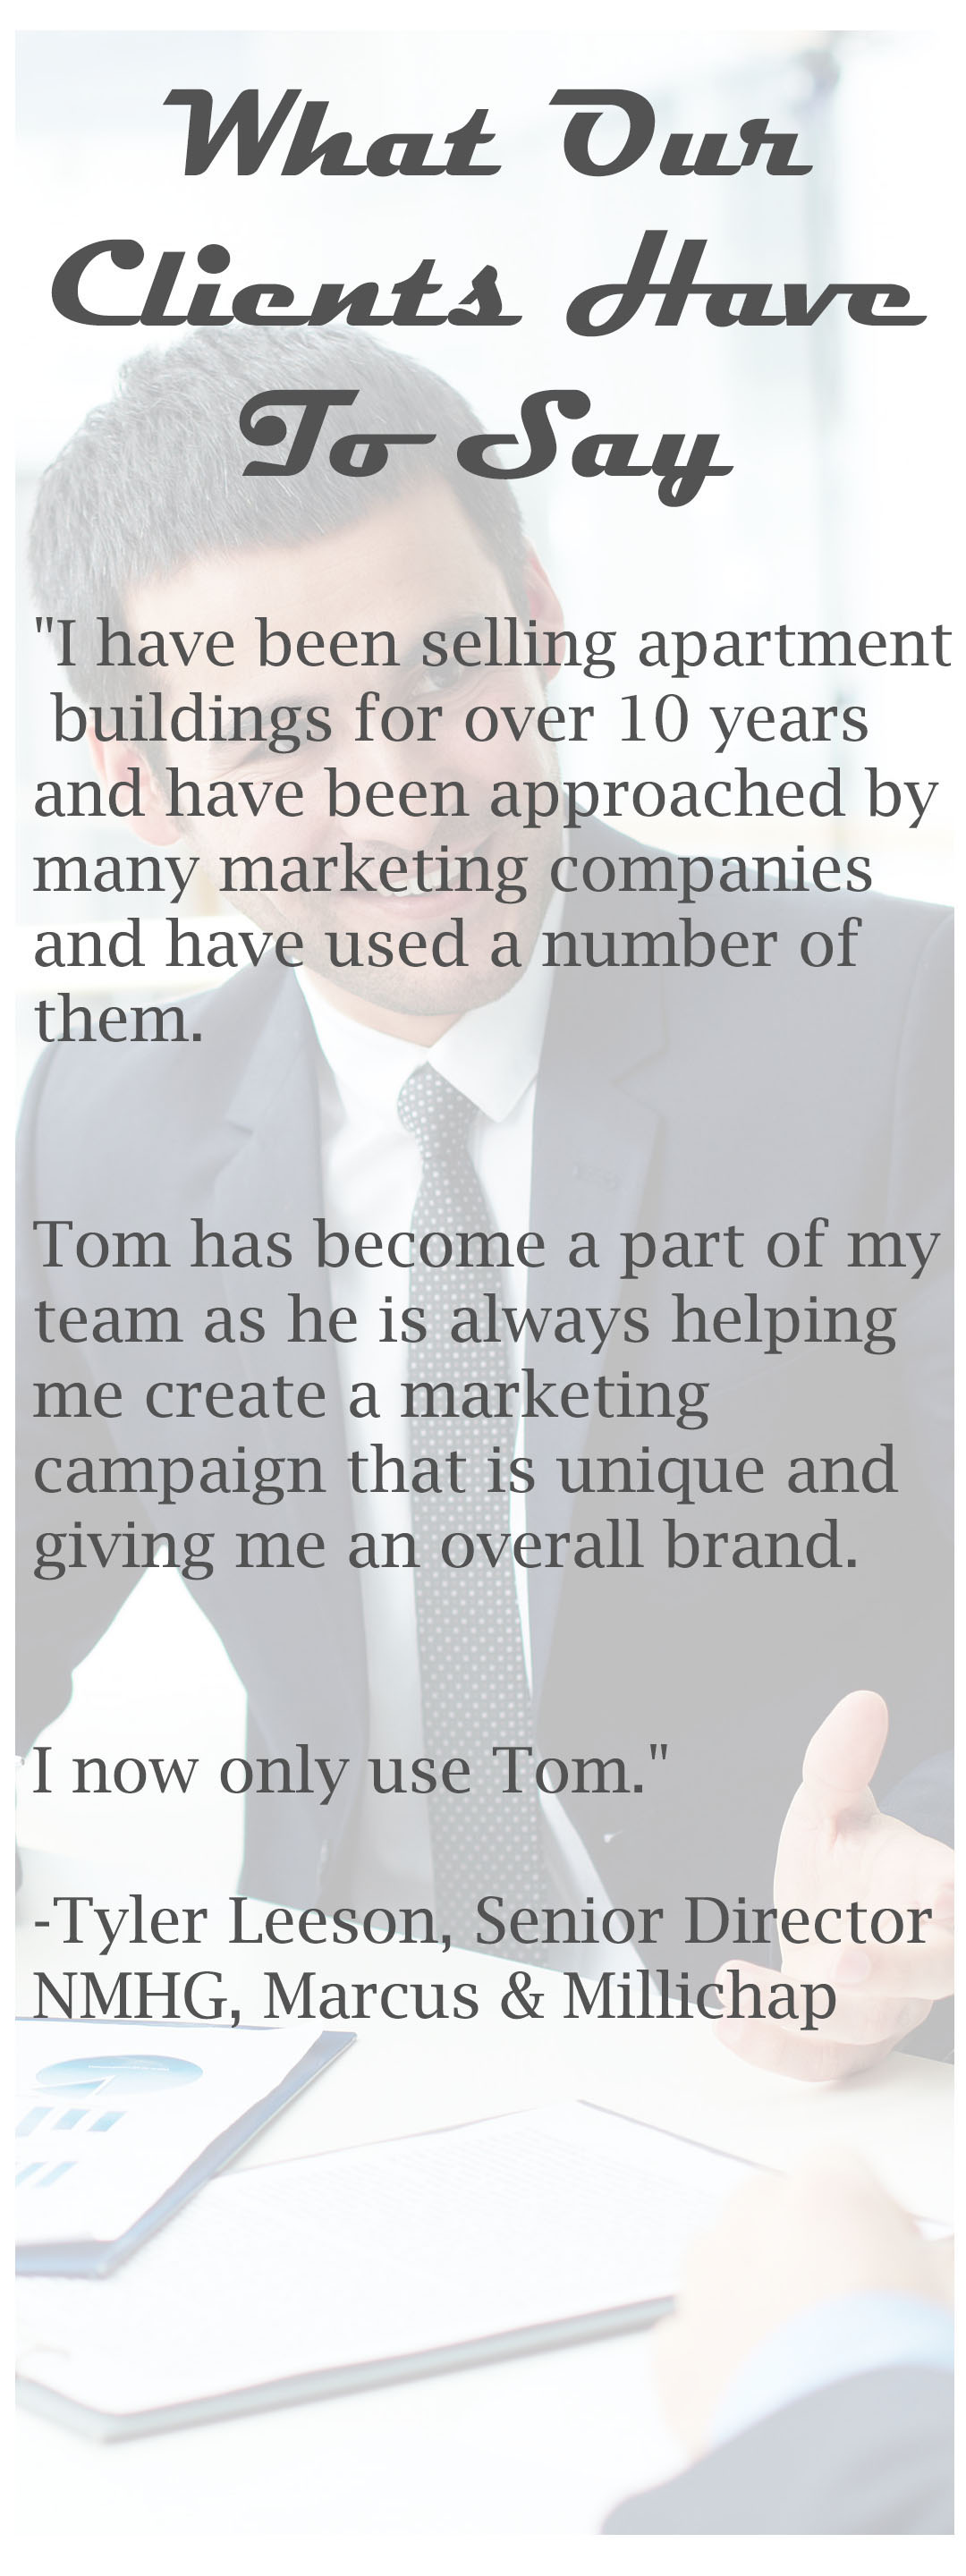 What Our
Clients Have
To Say
"I have been selling apartment
buildings for over 10 years
and have been approached by
many marketing companies
and have used a number of
them.
Tom has become a part of my
team as he is always helping
me create a marketing
campaign that is unique and
giving me an overall brand.
I now only use Tom."
-Tyler Leeson, Senior Director
NMHG, Marcus & Millichap